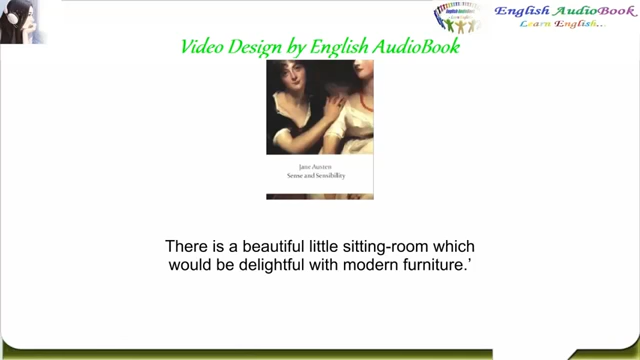 English AudioBook
Learn English...
Video Design by English AudioBook
Jane Austen
Sense and Sensibility
There is a beautiful little sitting-room which
would be delightful with modern furniture.’